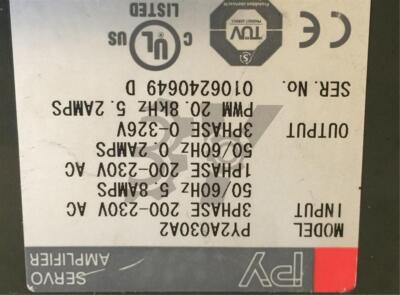 PY SERVO
AMPLIFIER
MODEL PY2A030A2
INPUT 3PHASE 200-230V AC
50/60Hz 5.8AMPS
1PHASE 200-230V AC
50/60Hz 0.2AMPS
OUTPUT 3PHASE 0-326V
PWM 20.8kHz 5.2AMPS
SER. No. 0106240649 D
CE TÜV C UL US
LISTED